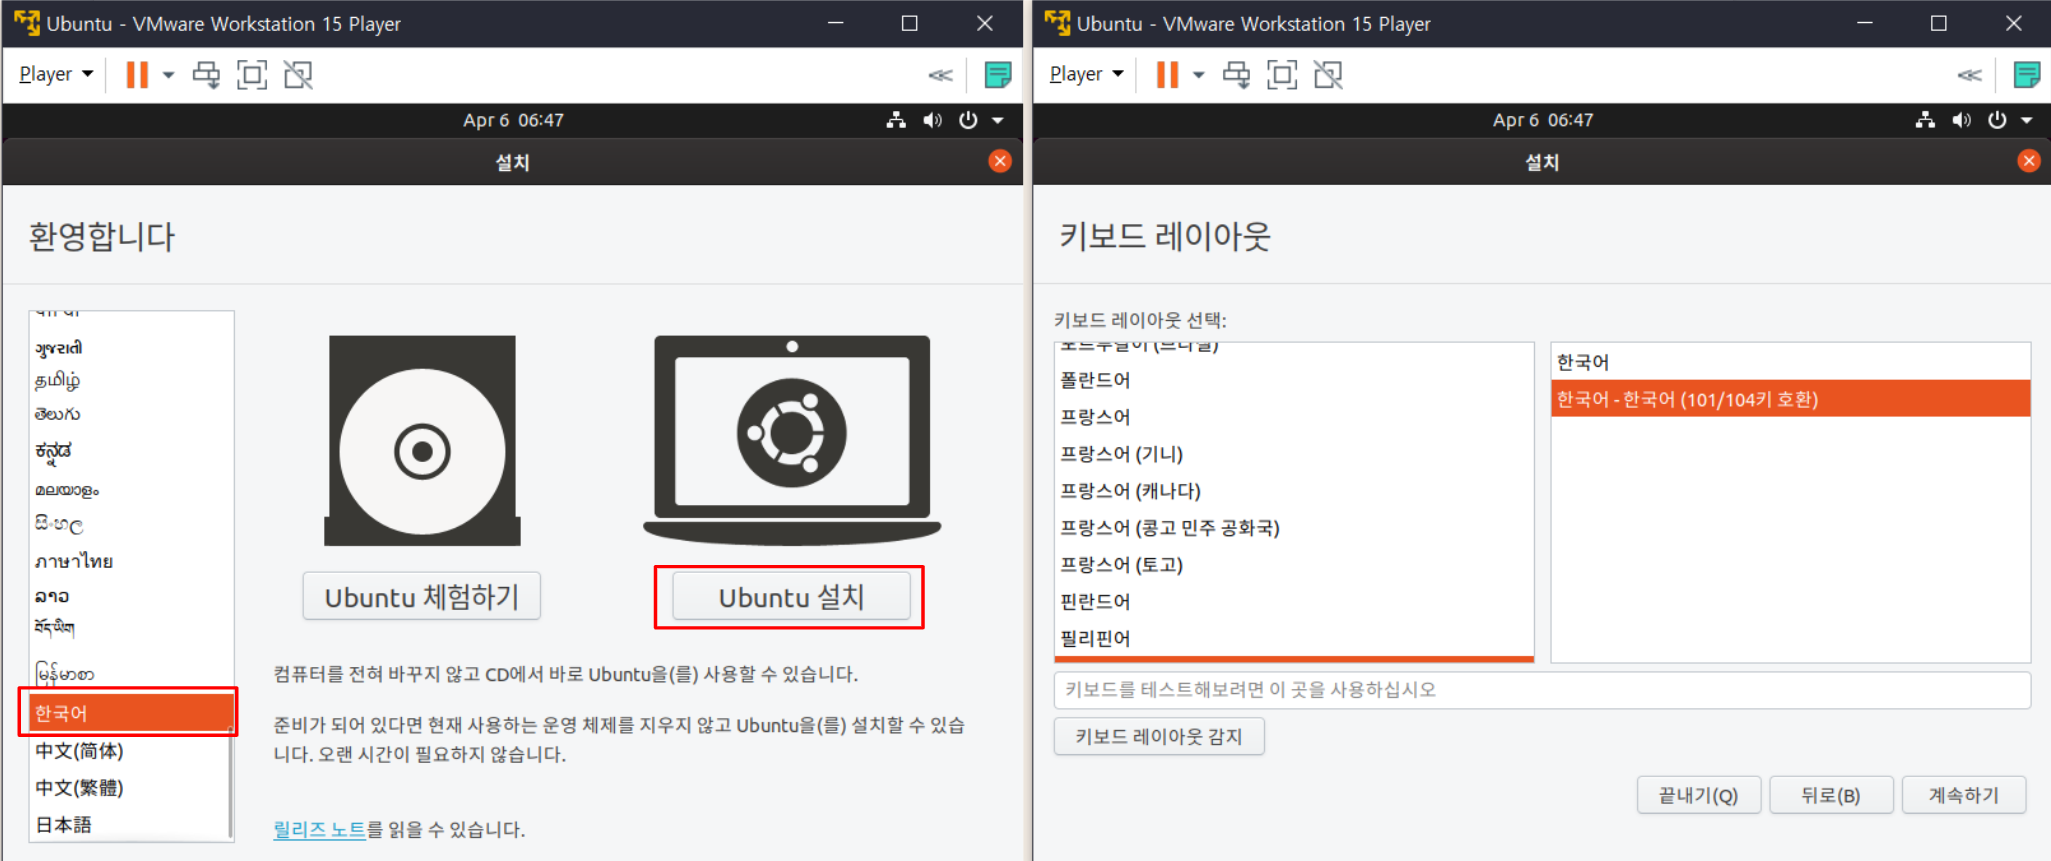 Ubuntu - VMware Workstation 15 Player
Player
Apr 6 06:47
설치
환영합니다
ગુજરાતી
தமிழ்
తెలుగు
ಕನ್ನಡ
മലയാളം
සිංහල
ภาษาไทย
ລາວ
བོད་ཡིག
မြန်မာစာ
한국어
中文(简体)
中文(繁體)
日本語
Ubuntu 체험하기
Ubuntu 설치
컴퓨터를 전혀 바꾸지 않고 CD에서 바로 Ubuntu을(를) 사용할 수 있습니다.
준비가 되어 있다면 현재 사용하는 운영 체제를 지우지 않고 Ubuntu을(를) 설치할 수 있습
니다. 오랜 시간이 필요하지 않습니다.
릴리즈 노트를 읽을 수 있습니다.
Ubuntu - VMware Workstation 15 Player
Player
Apr 6 06:47
설치
키보드 레이아웃
키보드 레이아웃 선택:
포르투갈어 (브라질)
폴란드어
프랑스어
프랑스어 (기니)
프랑스어 (캐나다)
프랑스어 (콩고 민주 공화국)
프랑스어 (토고)
핀란드어
필리핀어
한국어
한국어 - 한국어 (101/104키 호환)
키보드를 테스트해보려면 이 곳을 사용하십시오
키보드 레이아웃 감지
끝내기(Q)
뒤로(B)
계속하기